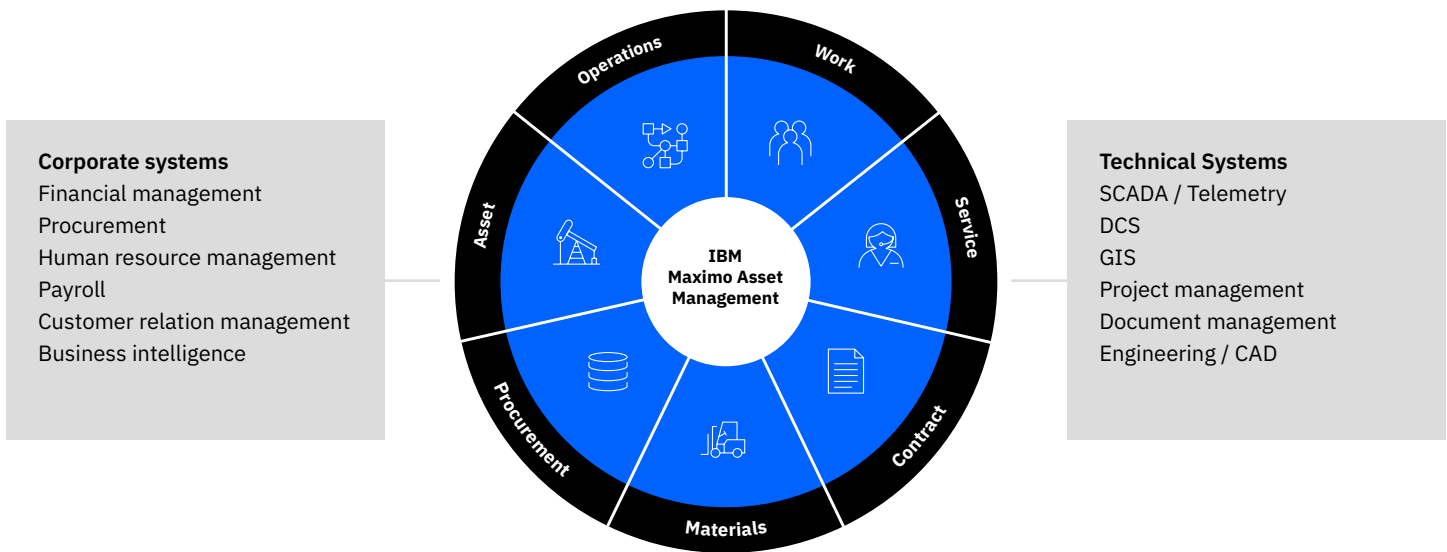 Corporate systems
Financial management
Procurement
Human resource management
Payroll
Customer relation management
Business intelligence
Operations
Work
Service
Contract
Materials
Procurement
Asset
IBM
Maximo Asset
Management
Technical Systems
SCADA / Telemetry
DCS
GIS
Project management
Document management
Engineering / CAD